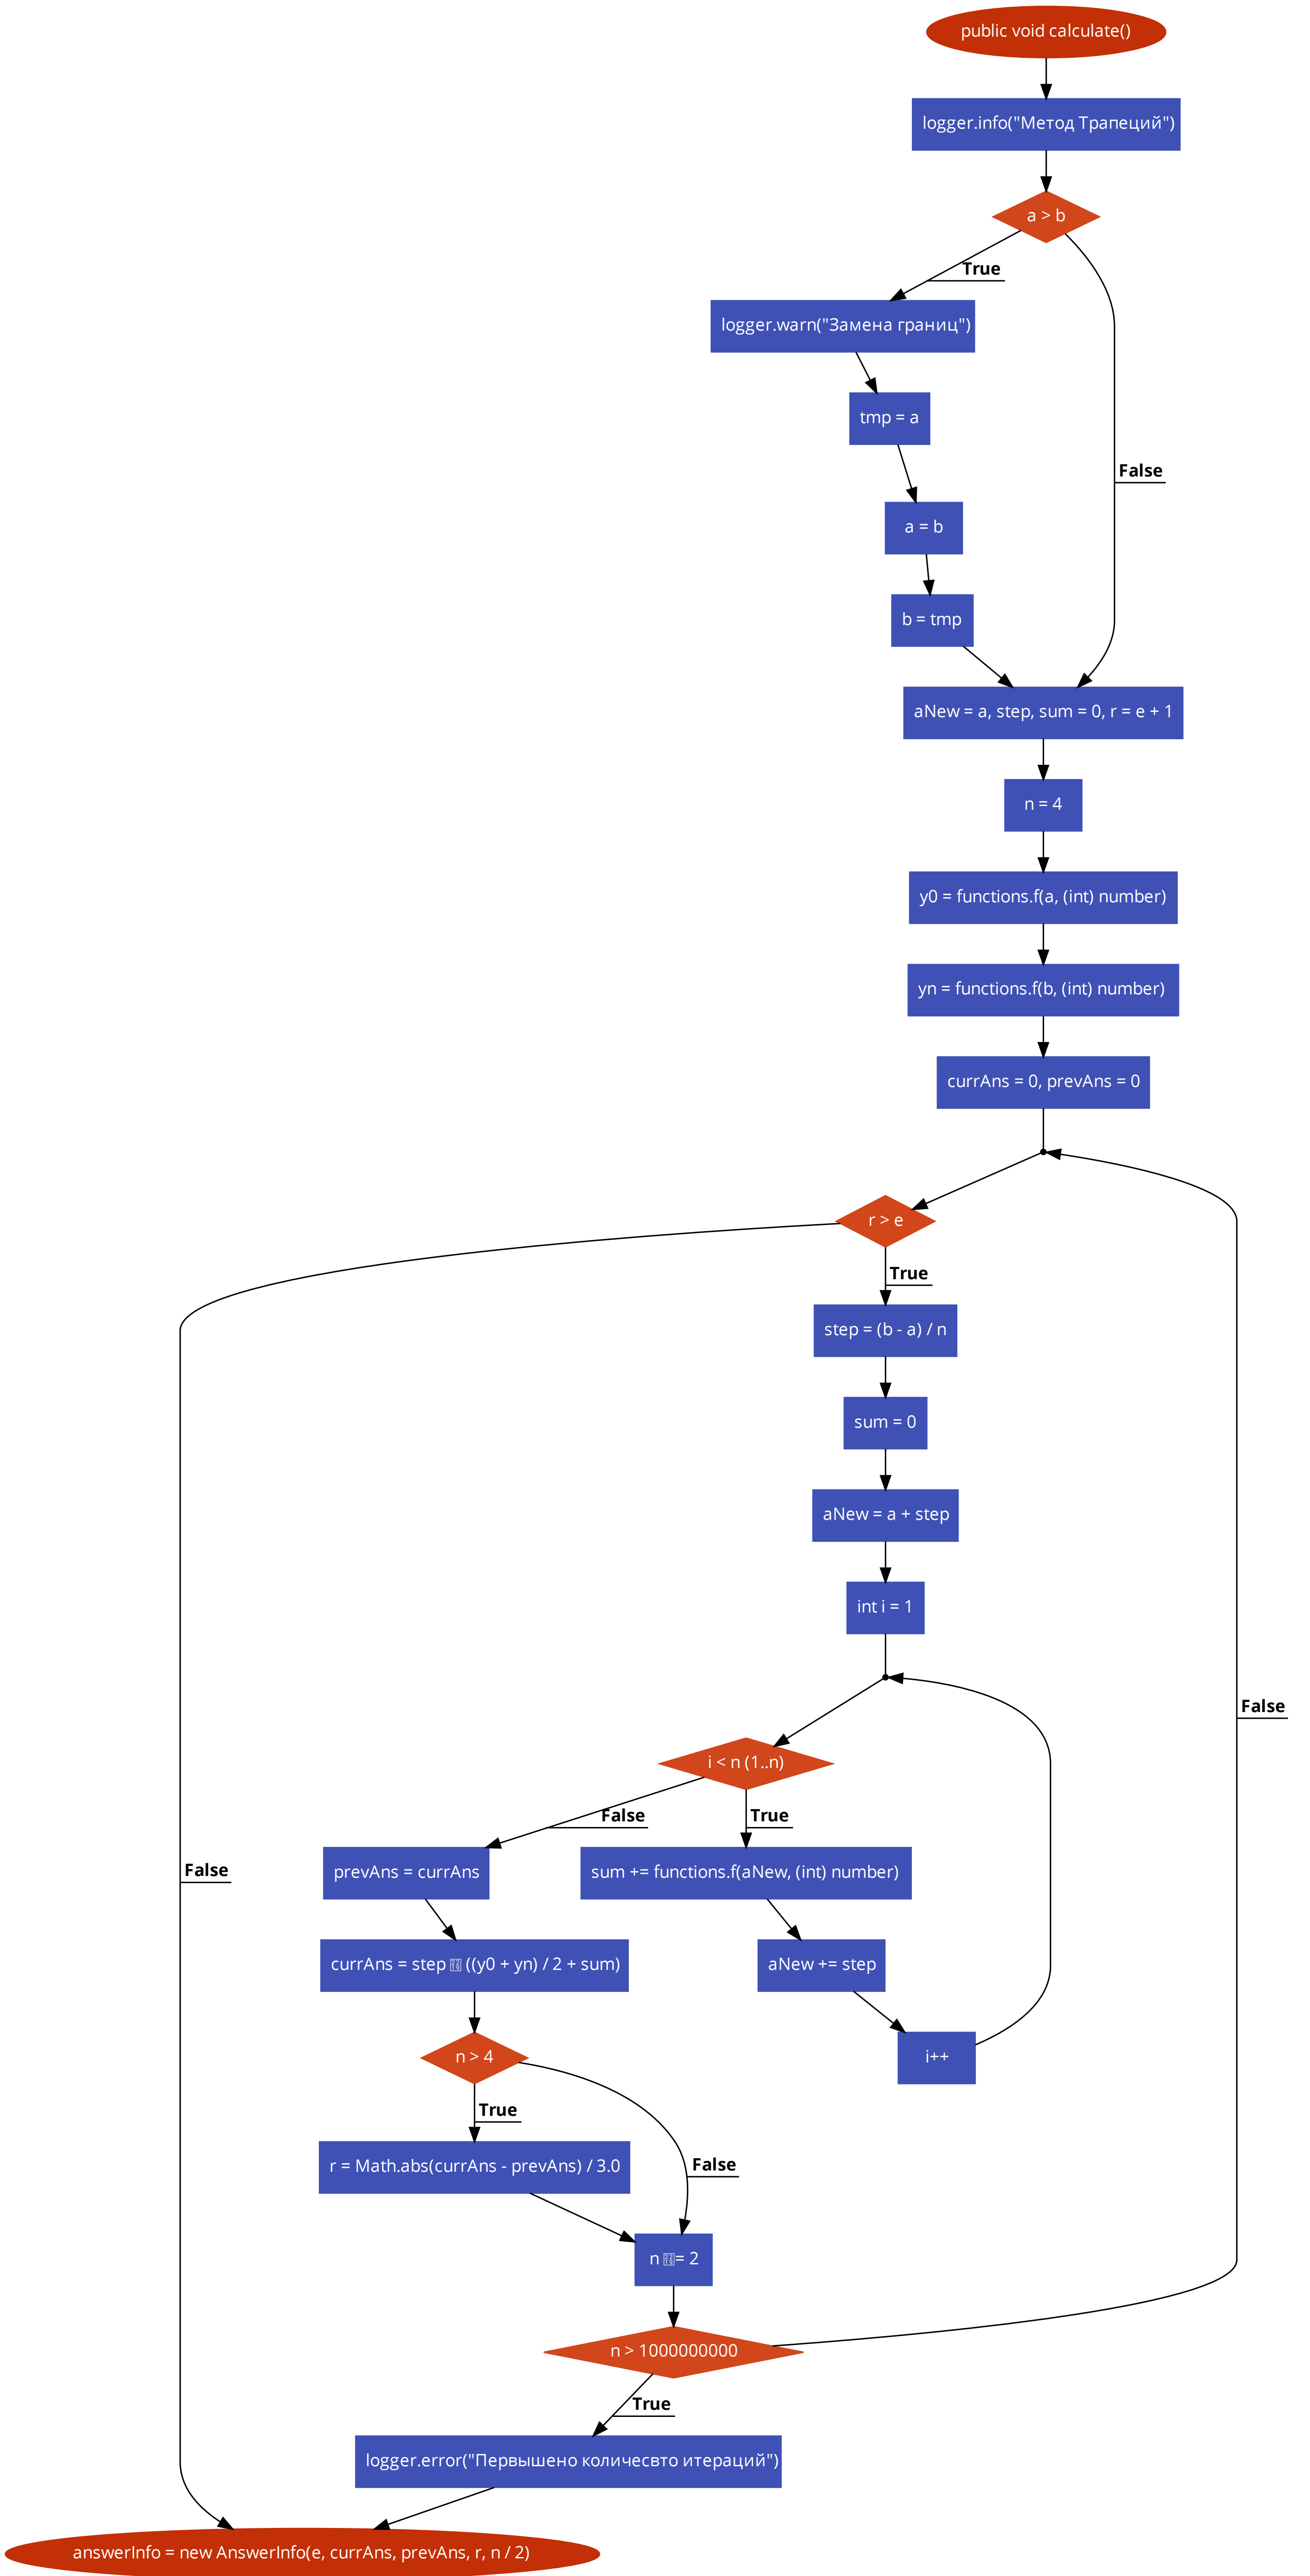 public void calculate()
logger.info("Метод Трапеций")
a > b
True
logger.warn("Замена границ")
tmp = a
False
a = b
b = tmp
aNew = a, step, sum = 0, r = e + 1
n = 4
y0 = functions.f(a, (int) number)
yn = functions.f(b, (int) number)
currAns = 0, prevAns = 0
r > e
True
step = (b - a) / n
sum = 0
aNew = a + step
int i = 1
False
i < n (1..n)
False
True
False
prevAns = currAns
sum += functions.f(aNew, (int) number)
currAns = step ((y0 + yn) / 2 + sum)
aNew += step
n > 4
i++
True
False
r = Math.abs(currAns - prevAns) / 3.0
n = 2
n > 1000000000
True
logger.error("Первышено количесвто итераций")
answerInfo = new AnswerInfo(e, currAns, prevAns, r, n / 2)